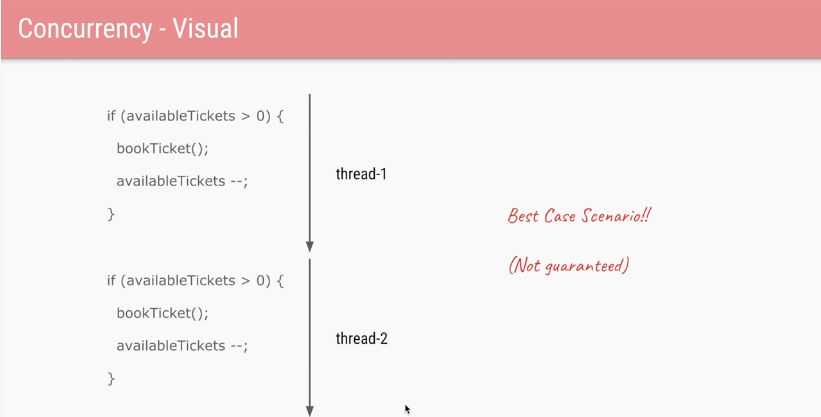 Concurrency - Visual
if (availableTickets > 0) {
bookTicket();
availableTickets --;
}
thread-1
Best Case Scenario!!
(Not guaranteed)
if (availableTickets > 0) {
bookTicket();
availableTickets --;
}
thread-2